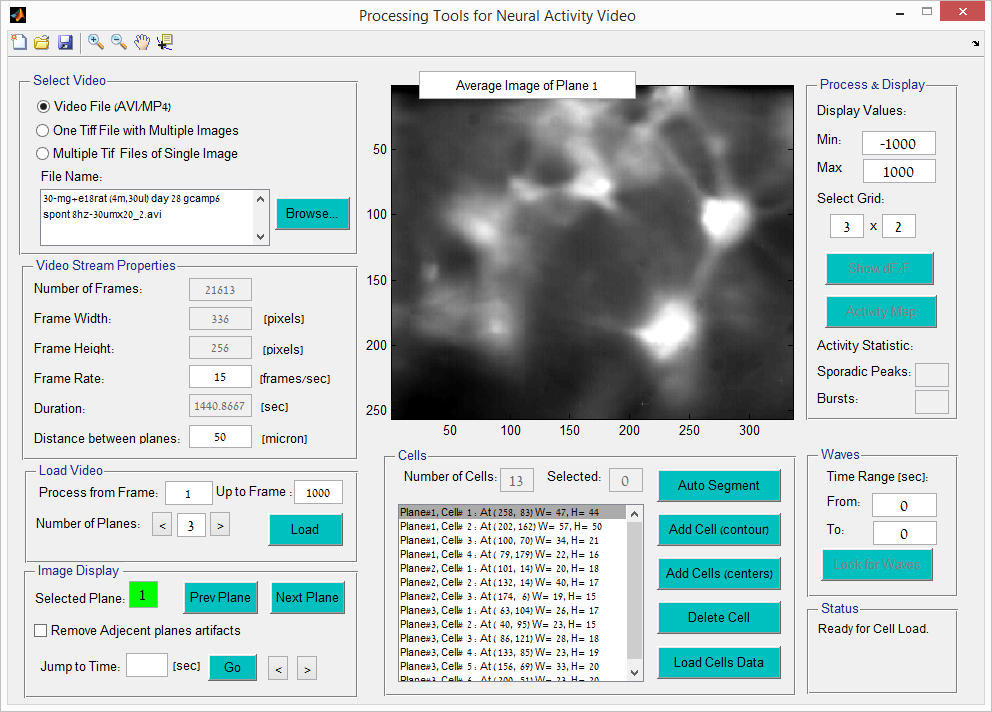 Processing Tools for Neural Activity Video
Select Video
Video File (AVI/MP4)
One Tiff File with Multiple Images
Multiple Tif Files of Single Image
File Name:
30-mg+e18rat (4m,30ul) day 28 gcamp6
spont 8hz-30umx20_2.avi
Browse...
Video Stream Properties
Number of Frames: 21613
Frame Width: 336 [pixels]
Frame Height: 256 [pixels]
Frame Rate: 15 [frames/sec]
Duration: 1440.8667 [sec]
Distance between planes: 50 [micron]
Load Video
Process from Frame: 1 Up to Frame : 1000
Number of Planes: < 3 > Load
Image Display
Selected Plane: 1 Prev Plane Next Plane
Remove Adjecent planes artifacts
Jump to Time: [sec] Go < >
Average Image of Plane 1
50
100
150
200
250
50 100 150 200 250 300
Cells
Number of Cells: 13 Selected: 0
Plane#1, Cell# 1 : At (258, 83) W= 47, H= 44
Plane#1, Cell# 2 : At (202,162) W= 57, H= 50
Plane#1, Cell# 3 : At (100, 70) W= 34, H= 21
Plane#1, Cell# 4 : At ( 79,179) W= 22, H= 16
Plane#2, Cell# 1 : At (101, 14) W= 20, H= 18
Plane#2, Cell# 2 : At (132, 14) W= 40, H= 17
Plane#2, Cell# 3 : At (174, 6) W= 19, H= 15
Plane#3, Cell# 1 : At ( 63,104) W= 26, H= 17
Plane#3, Cell# 2 : At ( 40, 95) W= 23, H= 15
Plane#3, Cell# 3 : At ( 86,121) W= 28, H= 18
Plane#3, Cell# 4 : At (133, 85) W= 23, H= 19
Plane#3, Cell# 5 : At (156, 69) W= 33, H= 20
Plane#3, Cell# 6 : At (200, 51) W= 23, H= 20
Auto Segment
Add Cell (contour)
Add Cells (centers)
Delete Cell
Load Cells Data
Process & Display
Display Values:
Min: -1000
Max 1000
Select Grid:
3 x 2
Activity Map
Activity Statistic:
Sporadic Peaks:
Bursts:
Waves
Time Range [sec]:
From: 0
To: 0
Look for Waves
Status
Ready for Cell Load.